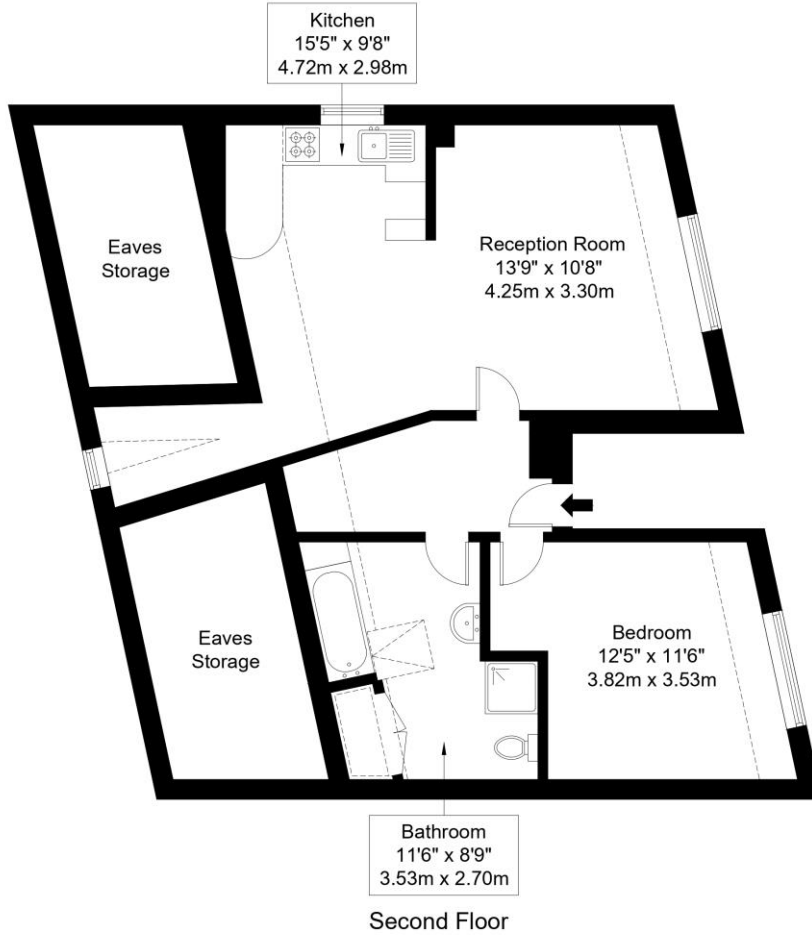 Kitchen
15'5" x 9'8"
4.72m x 2.98m
Eaves
Storage
Reception Room
13'9" x 10'8"
4.25m x 3.30m
Eaves
Storage
Bedroom
12'5" x 11'6"
3.82m x 3.53m
Bathroom
11'6" x 8'9"
3.53m x 2.70m
Second Floor